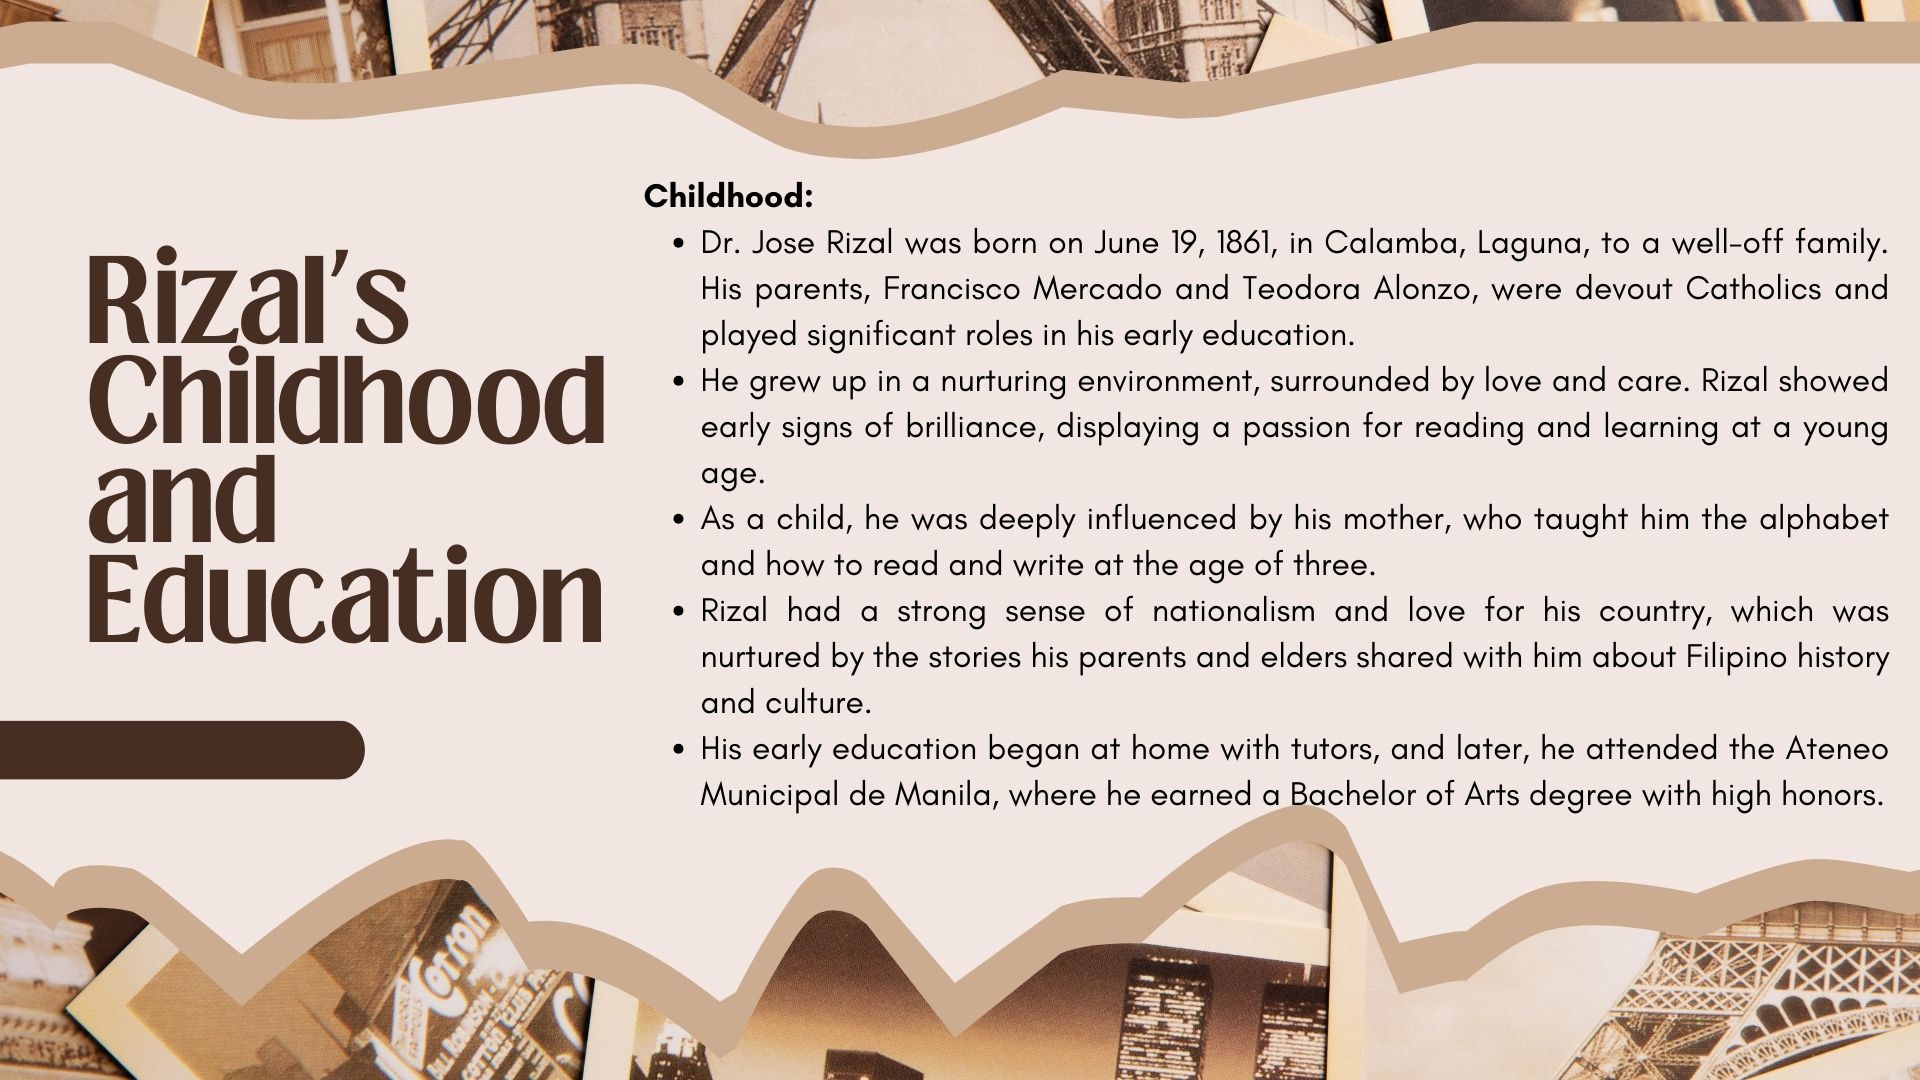 Rizal's
Childhood
and
Education
Childhood:
• Dr. Jose Rizal was born on June 19, 1861, in Calamba, Laguna, to a well-off family.
His parents, Francisco Mercado and Teodora Alonzo, were devout Catholics and
played significant roles in his early education.
• He grew up in a nurturing environment, surrounded by love and care. Rizal showed
early signs of brilliance, displaying a passion for reading and learning at a young
age.
• As a child, he was deeply influenced by his mother, who taught him the alphabet
and how to read and write at the age of three.
• Rizal had a strong sense of nationalism and love for his country, which was
nurtured by the stories his parents and elders shared with him about Filipino history
and culture.
• His early education began at home with tutors, and later, he attended the Ateneo
Municipal de Manila, where he earned a Bachelor of Arts degree with high honors.
Cotton